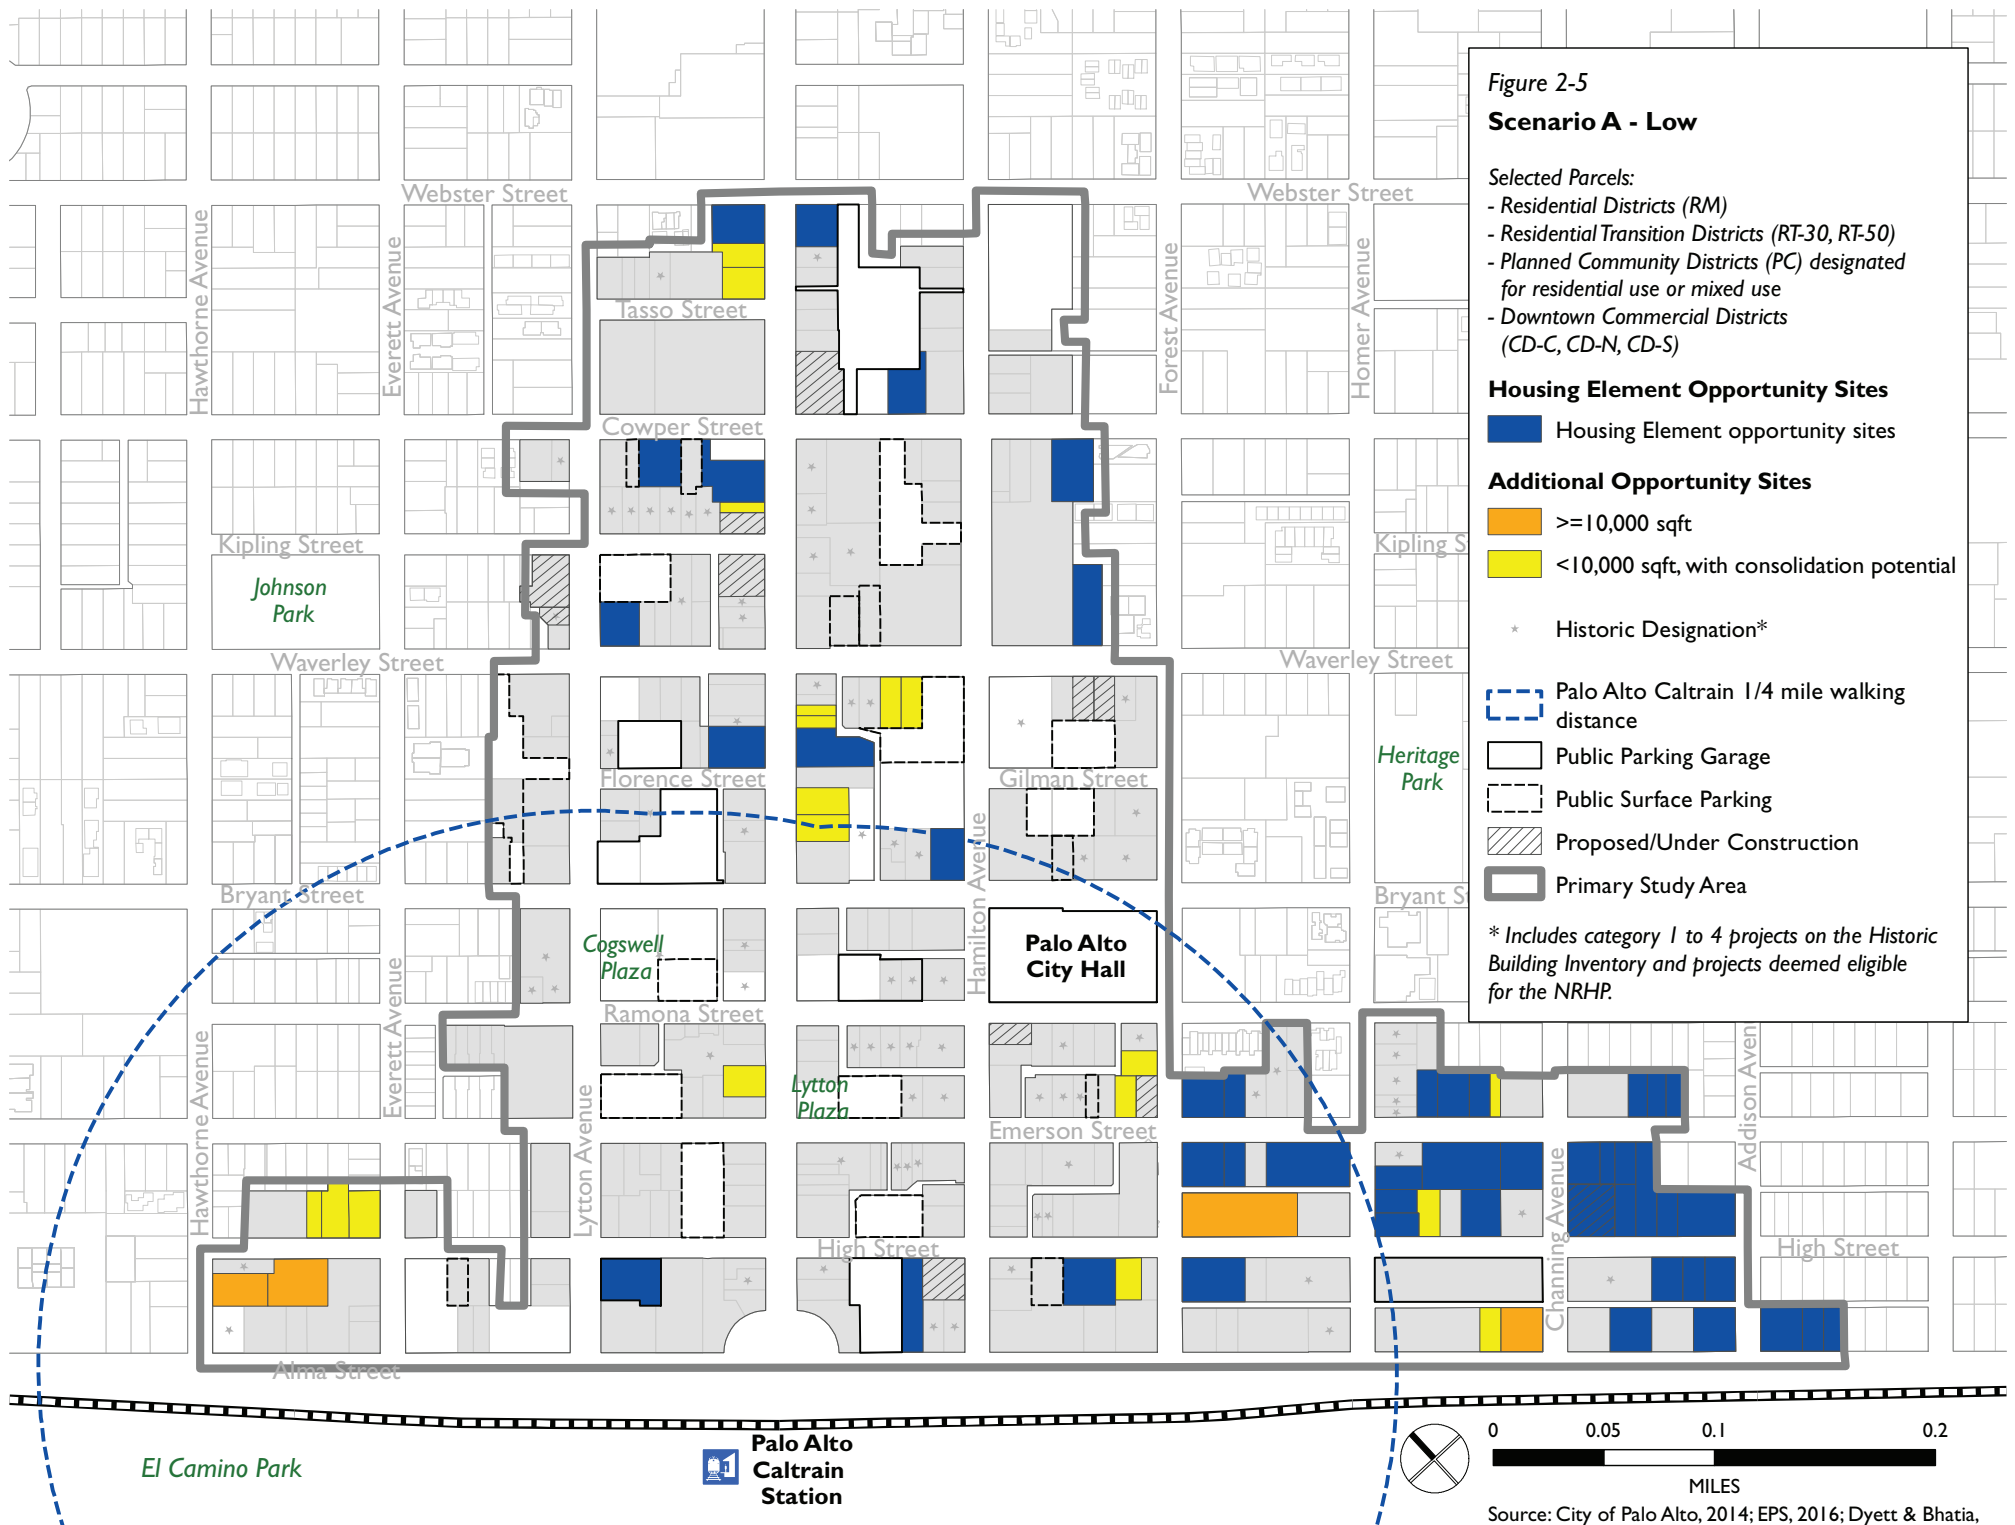 Webster Street
Webster Street
Hawthorne Avenue
Everett Avenue
Tasso Street
Forest Avenue
Homer Avenue
Cowper Street
Kipling Street
Kipling S
Johnson
Park
Waverley Street
Waverley Street
Florence Street
Gilman Street
Heritage
Park
Hamilton Avenue
Bryant Street
Bryant St
Cogswell
Plaza
Palo Alto
City Hall
Ramona Street
Hawthorne Avenue
Everett Avenue
Lytton Avenue
Lytton
Plaza
Emerson Street
Channing Avenue
Addison Aven
High Street
High Street
Alma Street
El Camino Park
Palo Alto
Caltrain
Station
Figure 2-5
Scenario A - Low
Selected Parcels:
- Residential Districts (RM)
- Residential Transition Districts (RT-30, RT-50)
- Planned Community Districts (PC) designated
for residential use or mixed use
- Downtown Commercial Districts
(CD-C, CD-N, CD-S)
Housing Element Opportunity Sites
Housing Element opportunity sites
Additional Opportunity Sites
>=10,000 sqft
<10,000 sqft, with consolidation potential
Historic Designation*
Palo Alto Caltrain 1/4 mile walking
distance
Public Parking Garage
Public Surface Parking
Proposed/Under Construction
Primary Study Area
* Includes category 1 to 4 projects on the Historic
Building Inventory and projects deemed eligible
for the NRHP.
0 0.05 0.1 0.2
MILES
Source: City of Palo Alto, 2014; EPS, 2016; Dyett & Bhatia,